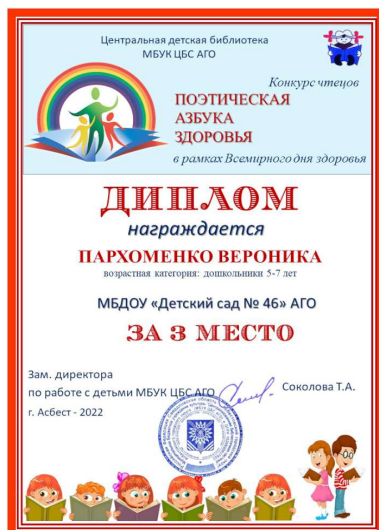 Центральная детская библиотека
МБУК ЦБС АГО
Конкурс чтецов
ПОЭТИЧЕСКАЯ
АЗБУКА
ЗДОРОВЬЯ
в рамках Всемирного дня здоровья
ДИПЛОМ
награждается
ПАРХОМЕНКО ВЕРОНИКА
возрастная категория: дошкольники 5-7 лет
МБДОУ «Детский сад № 46» АГО
ЗА 3 МЕСТО
Зам. директора
по работе с детьми МБУК ЦБС АГО
Соколова Т.А.
г. Асбест - 2022